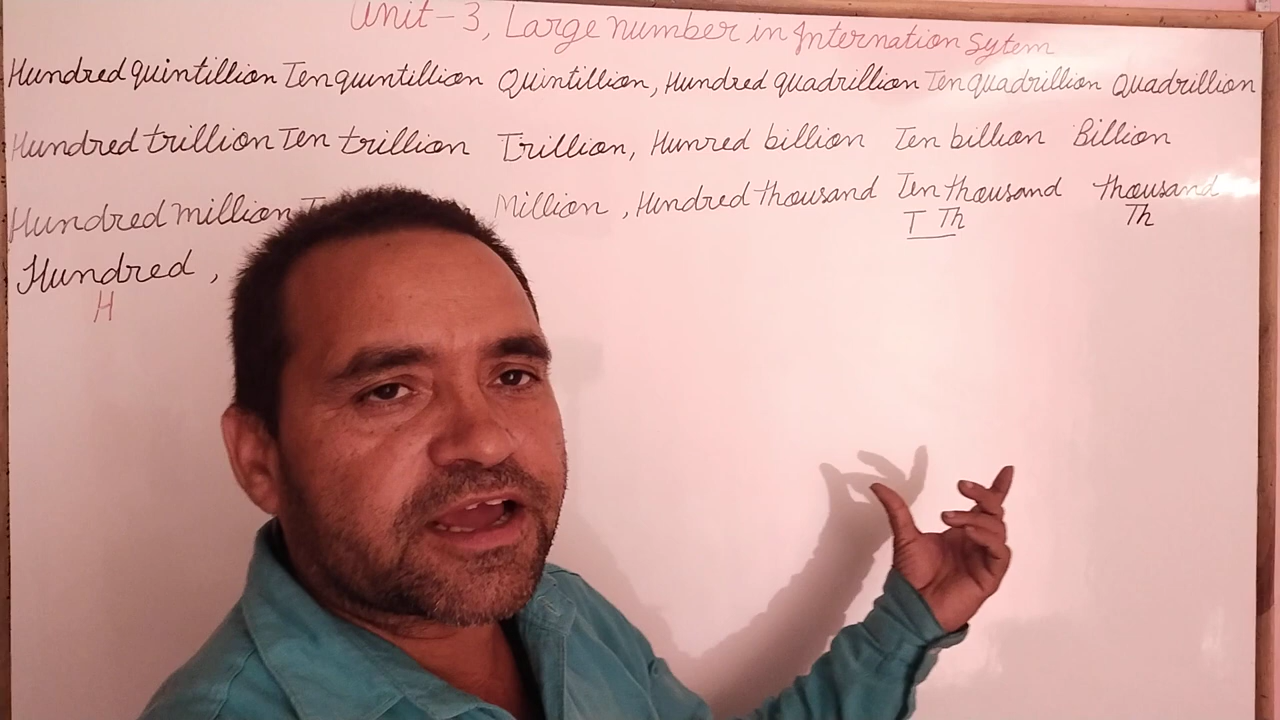 Unit-3, Large number in Internation Sytem
Hundred quintillion Ten quintillion Quintillion, Hundred quadrillion Ten quadrillion Quadrillion
Hundred trillion Ten trillion Trillion, Hunred billion Ten billion Billion
Hundred million Million, Hundred thousand Ten thousand thousand
T Th Th
Hundred,
H